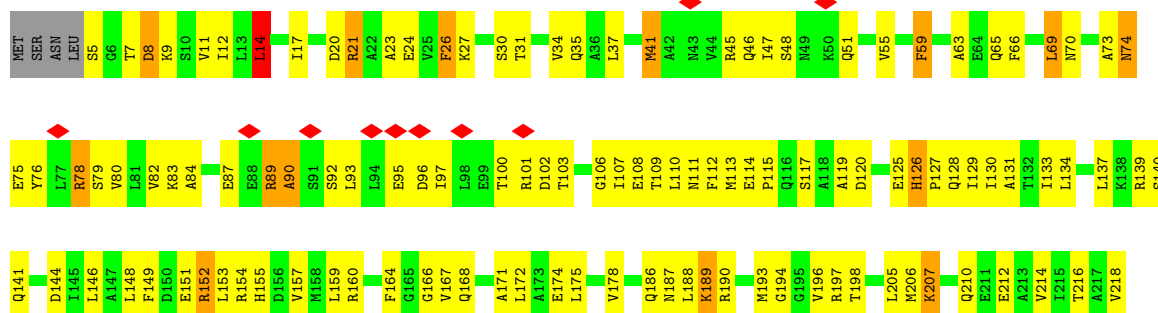 MET SER ASN LEU S5 G6 T7 D8 K9 S10 V11 I12 L13 L14 I17 D20 R21 A22 A23 E24 V25 F26 K27 S30 T31 V34 Q35 A36 L37 M41 A42 N43 V44 R45 Q46 I47 S48 N49 K50 Q51 V55 F59 A63 E64 Q65 F66 L69 N70 A73 N74
E75 Y76 L77 R78 S79 V80 L81 V82 K83 A84 E87 E88 R89 A90 S91 S92 L93 L94 E95 D96 I97 L98 E99 T100 R101 D102 T103 G106 I107 E108 T109 L110 N111 F112 M113 E114 P115 Q116 S117 A118 A119 D120 E125 H126 P127 Q128 I129 I130 A131 T132 I133 L134 L137 K138 R139 S140
Q141 D144 I145 L146 A147 L148 F149 D150 E151 R152 L153 R154 H155 D156 V157 M158 L159 R160 F164 G165 G166 V167 Q168 A171 L172 A173 E174 L175 V178 Q186 N187 L188 K189 R190 M193 G194 G195 V196 R197 T198 L205 M206 K207 Q210 E211 E212 A213 V214 I215 T216 A217 V218